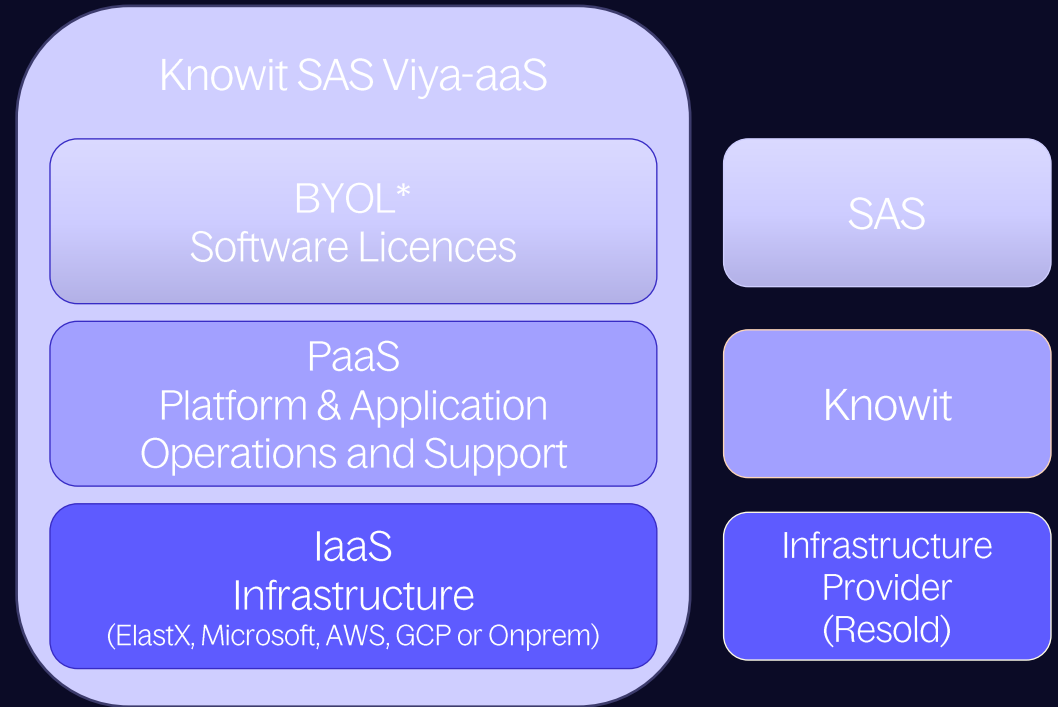 Knowit SAS Viya-aaS
BYOL*
Software Licences
SAS
PaaS
Platform & Application
Operations and Support
Knowit
IaaS
Infrastructure
(ElastX, Microsoft, AWS, GCP or Onprem)
Infrastructure
Provider
(Resold)